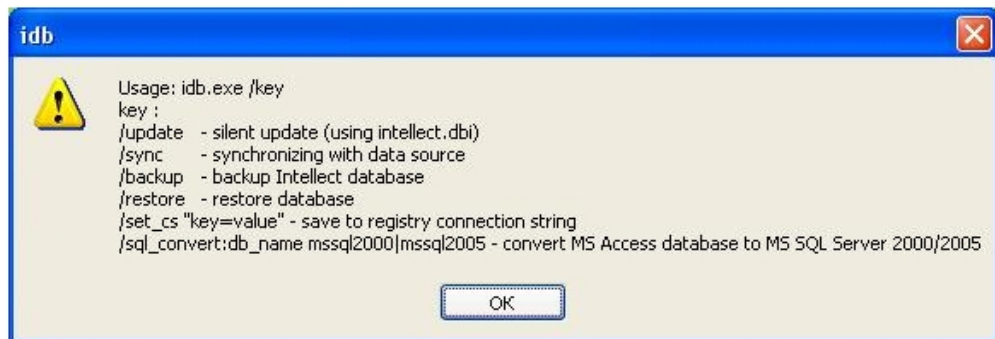 idb
Usage: idb.exe /key
key :
/update - silent update (using intellect.dbi)
/sync - synchronizing with data source
/backup - backup Intellect database
/restore - restore database
/set_cs "key=value" - save to registry connection string
/sql_convert:db_name mssql2000|mssql2005 - convert MS Access database to MS SQL Server 2000/2005
OK